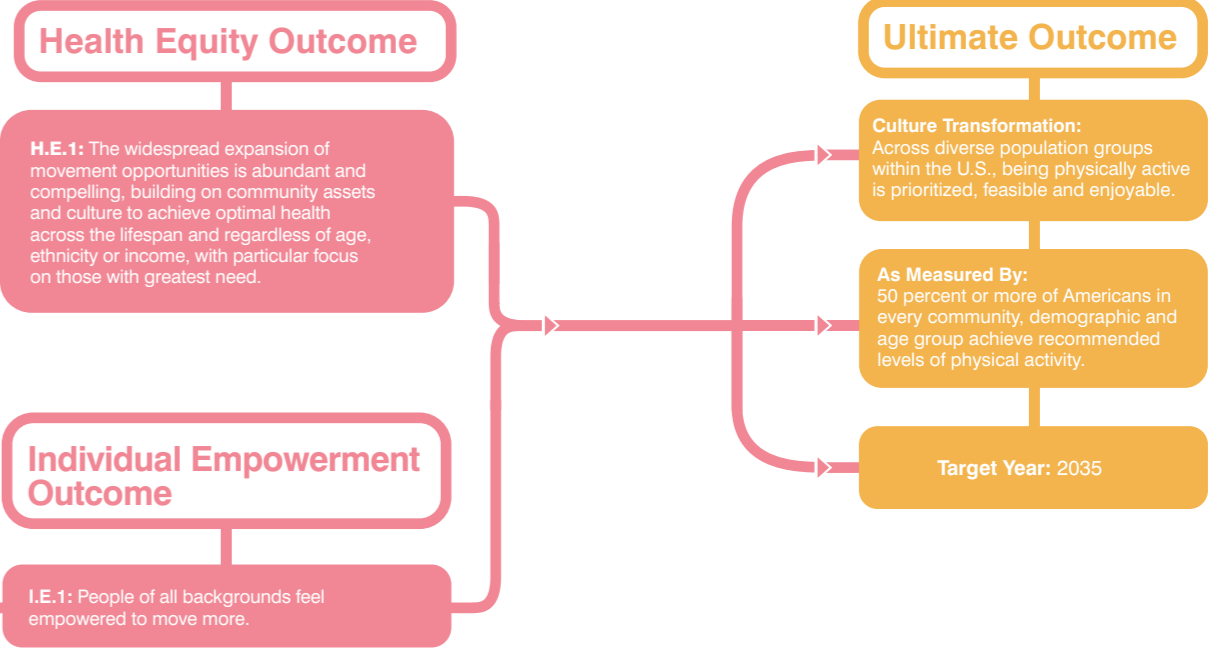 Health Equity Outcome
H.E.1: The widespread expansion of
movement opportunities is abundant and
compelling, building on community assets
and culture to achieve optimal health
across the lifespan and regardless of age,
ethnicity or income, with particular focus
on those with greatest need.
Individual Empowerment
Outcome
I.E.1: People of all backgrounds feel
empowered to move more.
Ultimate Outcome
Culture Transformation:
Across diverse population groups
within the U.S., being physically active
is prioritized, feasible and enjoyable.
As Measured By:
50 percent or more of Americans in
every community, demographic and
age group achieve recommended
levels of physical activity.
Target Year: 2035